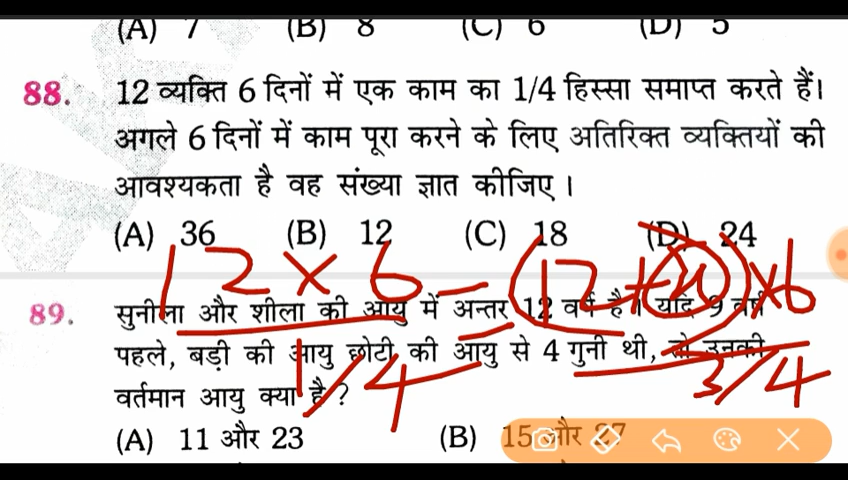 (A) 7 (B) 8 (C) 6 (D) 5
88. 12 व्यक्ति 6 दिनों में एक काम का 1/4 हिस्सा समाप्त करते हैं।
अगले 6 दिनों में काम पूरा करने के लिए अतिरिक्त व्यक्तियों की
आवश्यकता है वह संख्या ज्ञात कीजिए ।
(A) 36 (B) 12 (C) 18 (D) 24
12 × 6 = (12 + x) × 6
89. सुनीला और शीला की आयु में अन्तर 12 वर्ष है। यदि 9 वर्ष
पहले, बड़ी की आयु छोटी की आयु से 4 गुनी थी, तो उनकी
1/4 3/4
वर्तमान आयु क्या है ?
(A) 11 और 23 (B) 15 और 27